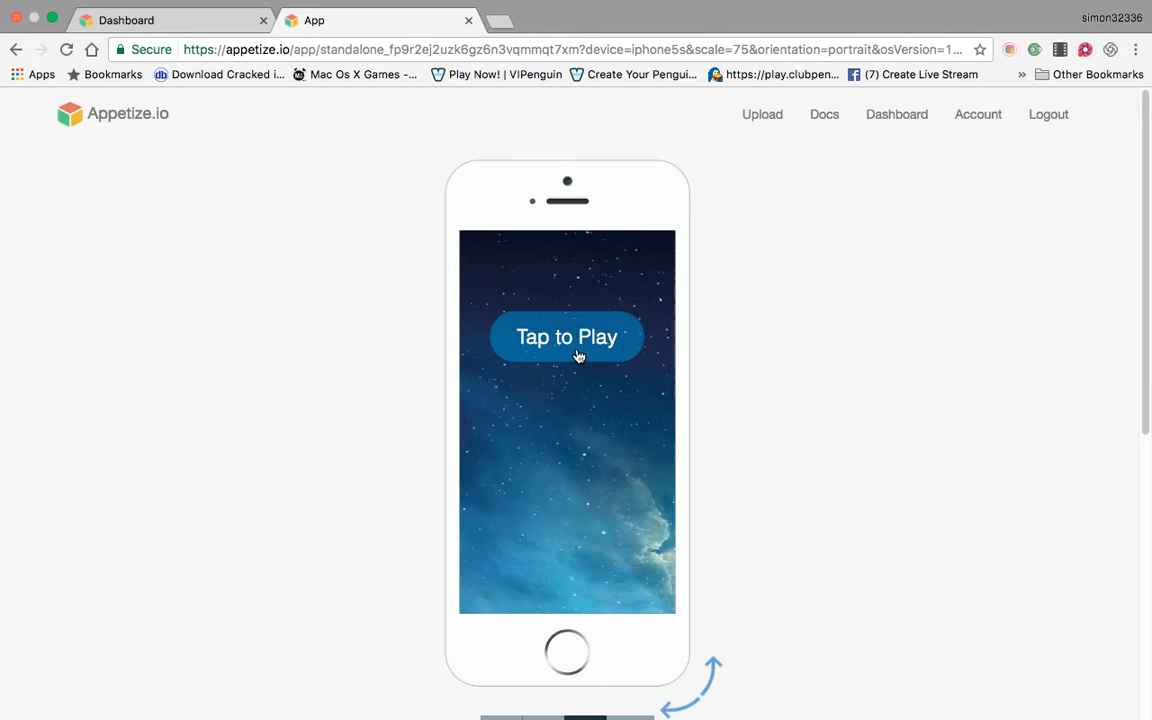 Dashboard
App
simon32336
Secure
https://appetize.io/app/standalone_fp9r2ej2uzk6gz6n3vqmmqt7xm?device=iphone5s&scale=75&orientation=portrait&osVersion=1...
Apps
Bookmarks
Download Cracked i...
Mac Os X Games -...
Play Now! | VIPenguin
Create Your Pengui...
https://play.clubpen...
(7) Create Live Stream
»
Other Bookmarks
Appetize.io
Upload
Docs
Dashboard
Account
Logout
Tap to Play